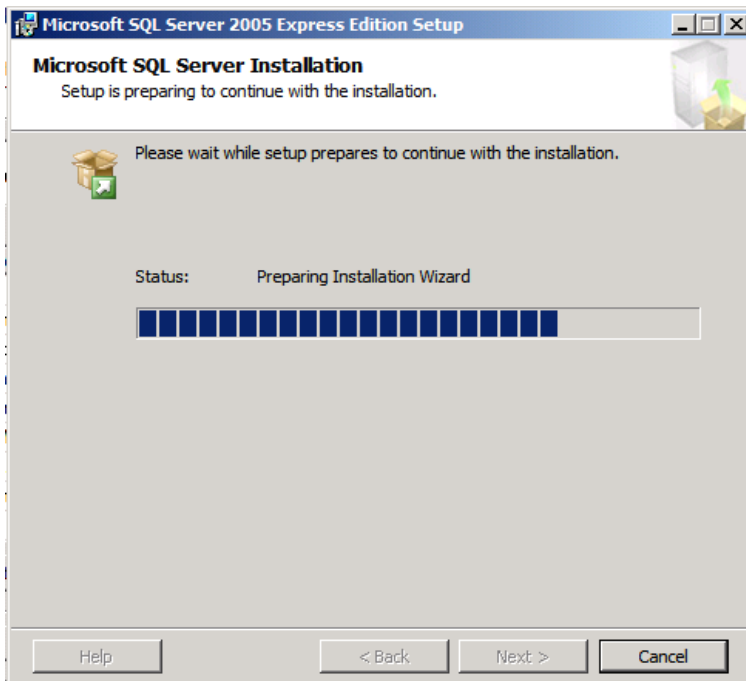 Microsoft SQL Server 2005 Express Edition Setup
Microsoft SQL Server Installation
Setup is preparing to continue with the installation.
Please wait while setup prepares to continue with the installation.
Status: Preparing Installation Wizard
Help < Back Next > Cancel